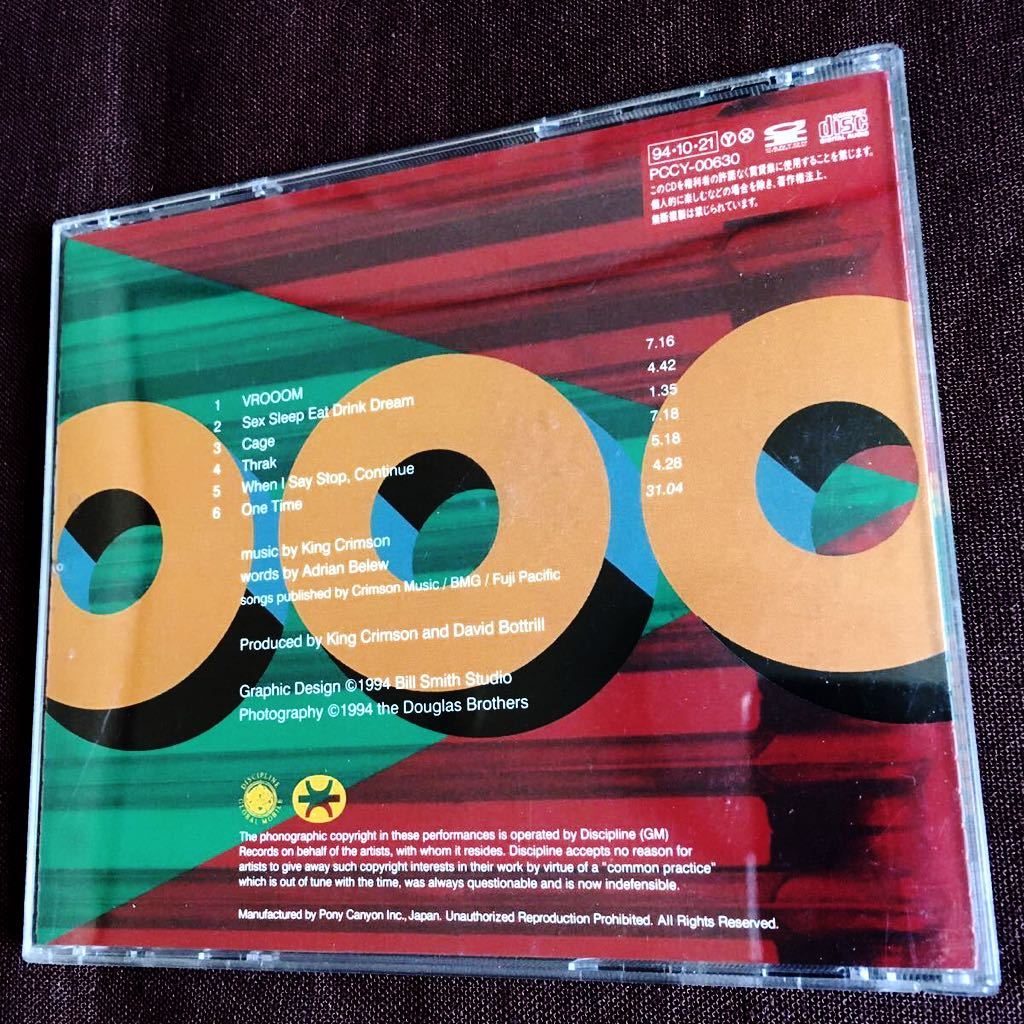 94・10・21 Ⓨ Ⓧ
COMPACT
disc
DIGITAL AUDIO
PCCY-00630
このCDを権利者の許諾なく賃貸業に使用することを禁じます。
個人的に楽しむなどの場合を除き、著作権法上、
無断複製は禁じられています。
1 VROOOM 7.16
2 Sex Sleep Eat Drink Dream 4.42
3 Cage 1.35
4 Thrak 7.18
5 When I Say Stop, Continue 5.18
6 One Time 4.28
31.04
music by King Crimson
words by Adrian Belew
songs published by Crimson Music / BMG / Fuji Pacific
Produced by King Crimson and David Bottrill
Graphic Design ©1994 Bill Smith Studio
Photography ©1994 the Douglas Brothers
DISCIPLINE
GLOBAL MOBILE
The phonographic copyright in these performances is operated by Discipline (GM)
Records on behalf of the artists, with whom it resides. Discipline accepts no reason for
artists to give away such copyright interests in their work by virtue of a "common practice"
which is out of tune with the time, was always questionable and is now indefensible.
Manufactured by Pony Canyon Inc., Japan. Unauthorized Reproduction Prohibited. All Rights Reserved.